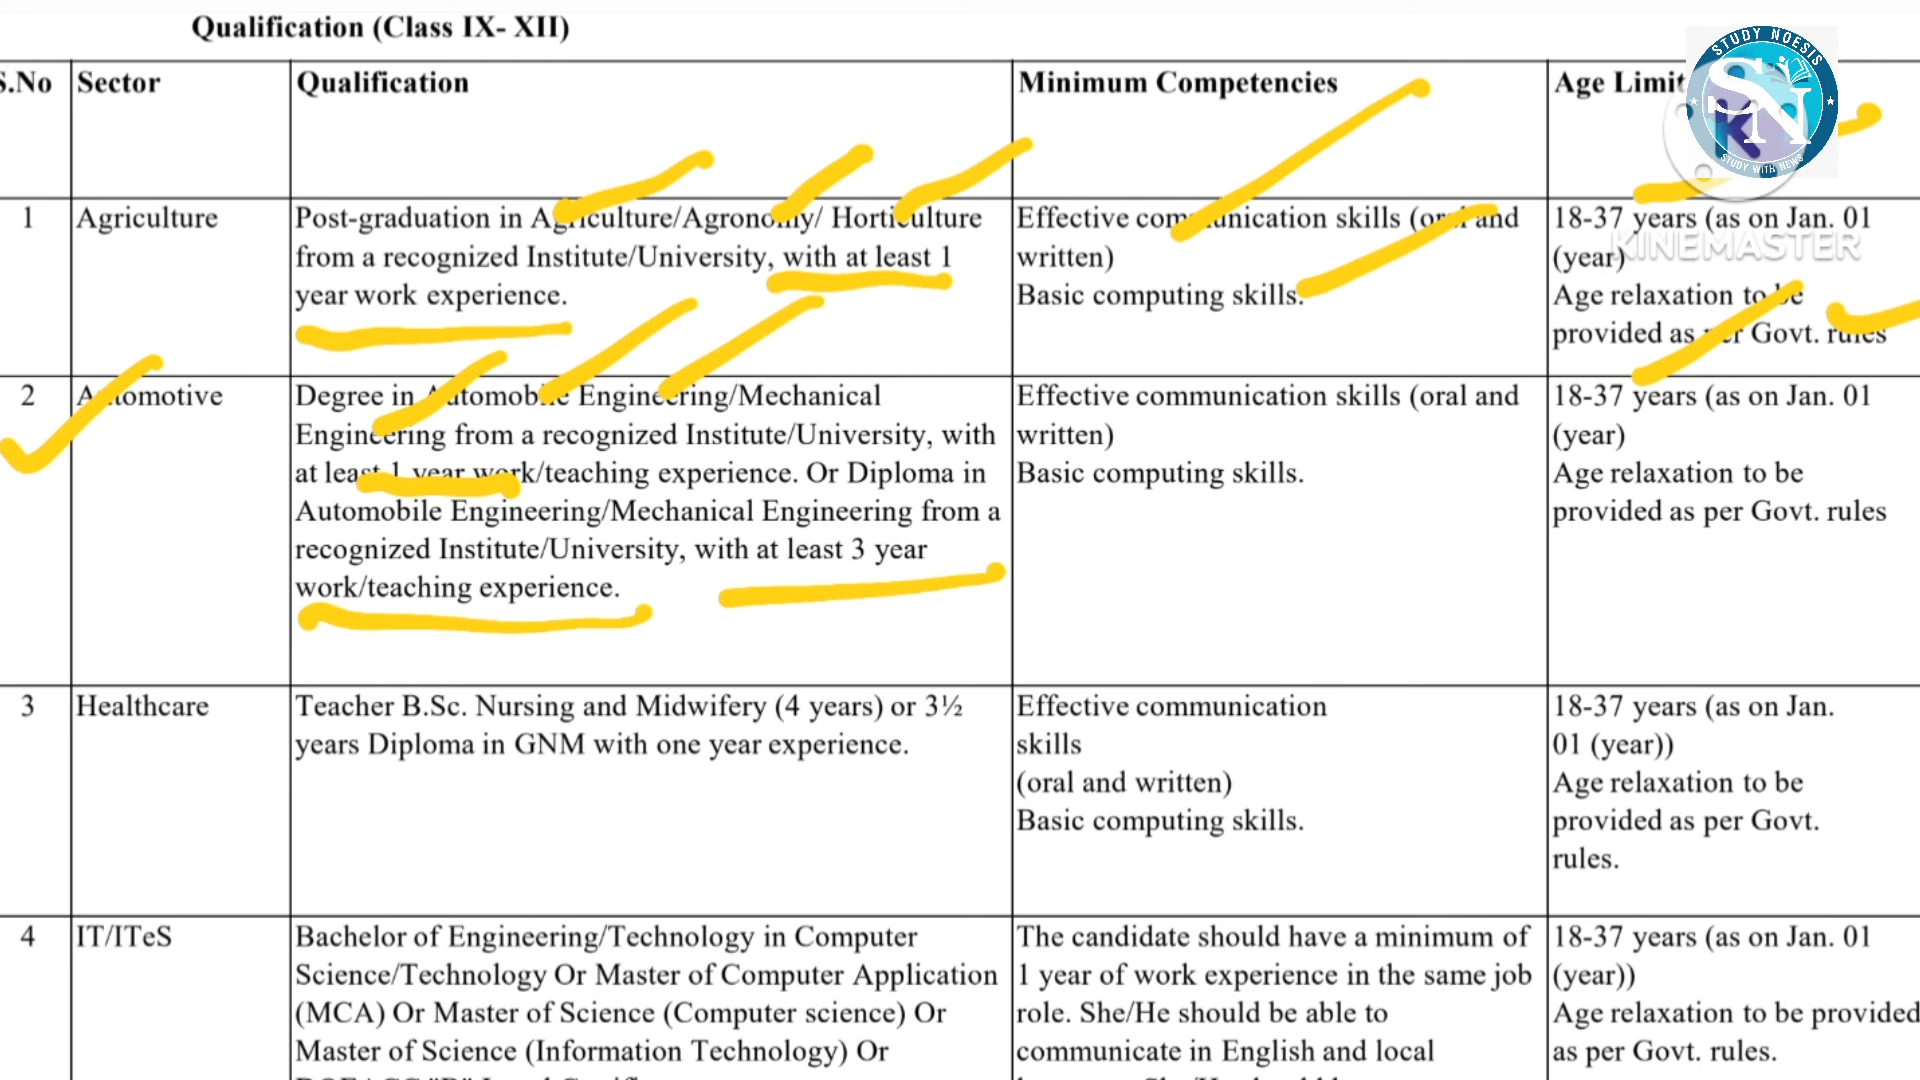 Qualification (Class IX- XII)
S.No
Sector
Qualification
Minimum Competencies
Age Limit
STUDY NOESIS
SN
K
STUDY WITH NEWS
KINEMASTER
1
Agriculture
Post-graduation in Agriculture/Agronomy/ Horticulture
from a recognized Institute/University, with at least 1
year work experience.
Effective communication skills (oral and
written)
Basic computing skills.
18-37 years (as on Jan. 01
(year)
Age relaxation to be
provided as per Govt. rules
2
Automotive
Degree in Automobile Engineering/Mechanical
Engineering from a recognized Institute/University, with
at least 1 year work/teaching experience. Or Diploma in
Automobile Engineering/Mechanical Engineering from a
recognized Institute/University, with at least 3 year
work/teaching experience.
Effective communication skills (oral and
written)
Basic computing skills.
18-37 years (as on Jan. 01
(year)
Age relaxation to be
provided as per Govt. rules
3
Healthcare
Teacher B.Sc. Nursing and Midwifery (4 years) or 3½
years Diploma in GNM with one year experience.
Effective communication
skills
(oral and written)
Basic computing skills.
18-37 years (as on Jan.
01 (year))
Age relaxation to be
provided as per Govt.
rules.
4
IT/ITeS
Bachelor of Engineering/Technology in Computer
Science/Technology Or Master of Computer Application
(MCA) Or Master of Science (Computer science) Or
Master of Science (Information Technology) Or
The candidate should have a minimum of
1 year of work experience in the same job
role. She/He should be able to
communicate in English and local
18-37 years (as on Jan. 01
(year))
Age relaxation to be provided
as per Govt. rules.